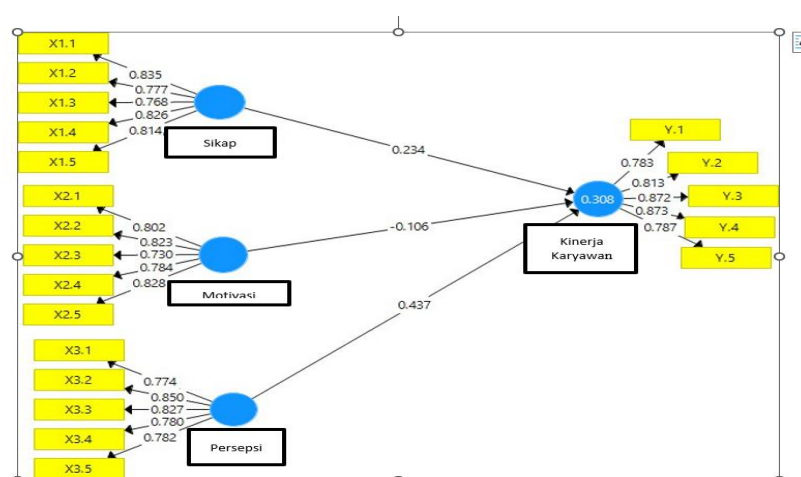 X1.1
X1.2
X1.3
X1.4
X1.5
0.835
0.777
0.768
0.826
0.814
Sikap
0.234
X2.1
X2.2
X2.3
X2.4
X2.5
0.802
0.823
0.730
0.784
0.828
Motivasi
-0.106
X3.1
X3.2
X3.3
X3.4
X3.5
0.774
0.850
0.827
0.780
0.782
Persepsi
0.437
0.308
Kinerja
Karyawan
0.783
0.813
0.872
0.873
0.787
Y.1
Y.2
Y.3
Y.4
Y.5